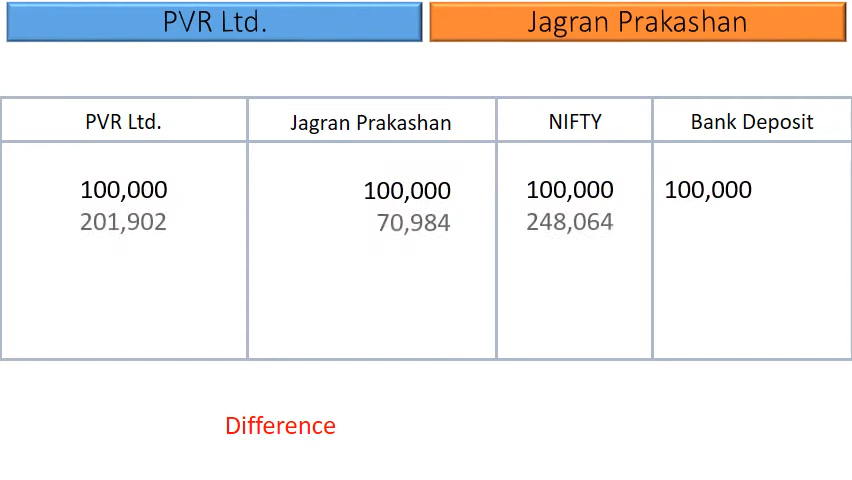 PVR Ltd. Jagran Prakashan
PVR Ltd. Jagran Prakashan NIFTY Bank Deposit
100,000 100,000 100,000 100,000
201,902 70,984 248,064
Difference